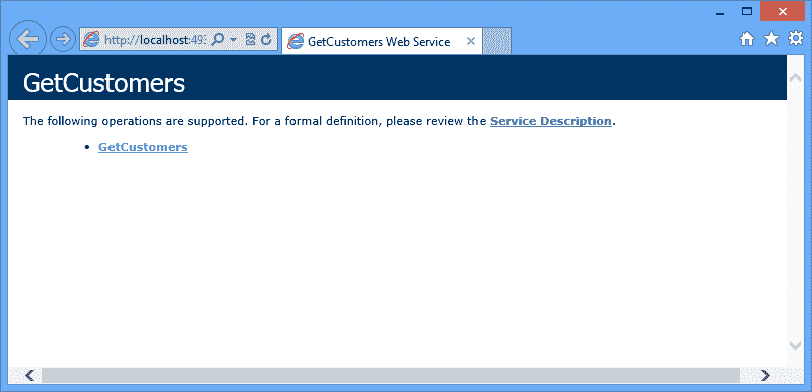 http://localhost:49
GetCustomers Web Service
GetCustomers
The following operations are supported. For a formal definition, please review the Service Description.
GetCustomers